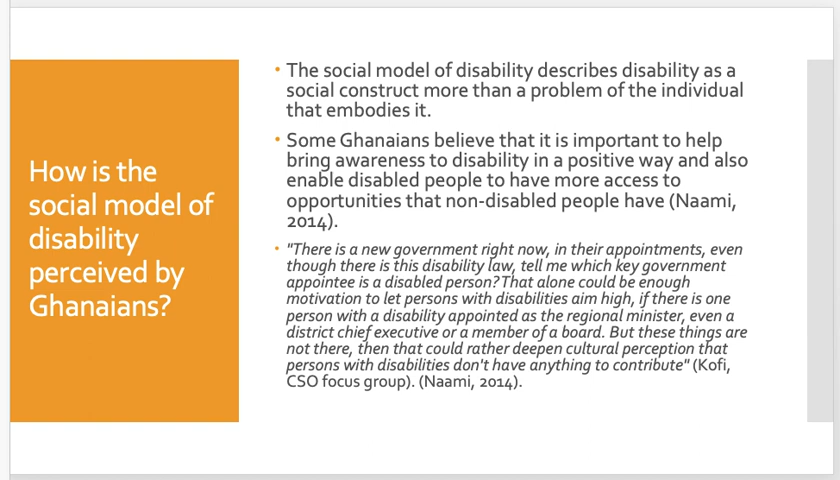 How is the
social model of
disability
perceived by
Ghanaians?
• The social model of disability describes disability as a
social construct more than a problem of the individual
that embodies it.
• Some Ghanaians believe that it is important to help
bring awareness to disability in a positive way and also
enable disabled people to have more access to
opportunities that non-disabled people have (Naami,
2014).
• "There is a new government right now, in their appointments, even
though there is this disability law, tell me which key government
appointee is a disabled person? That alone could be enough
motivation to let persons with disabilities aim high, if there is one
person with a disability appointed as the regional minister, even a
district chief executive or a member of a board. But these things are
not there, then that could rather deepen cultural perception that
persons with disabilities don't have anything to contribute" (Kofi,
CSO focus group). (Naami, 2014).